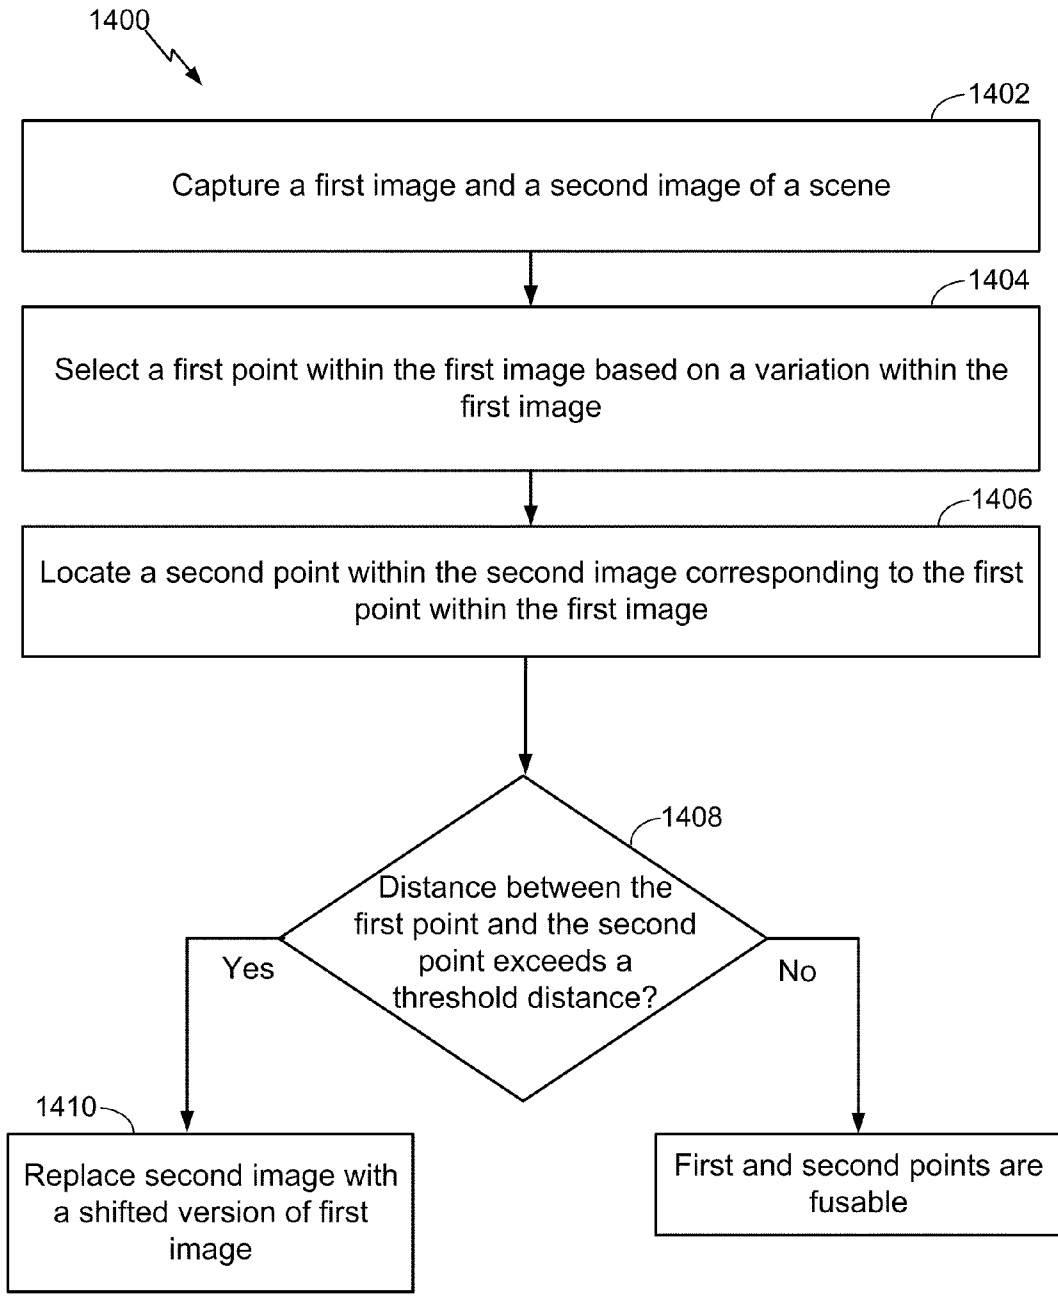 1400
1402
Capture a first image and a second image of a scene
1404
Select a first point within the first image based on a variation within the
first image
1406
Locate a second point within the second image corresponding to the first
point within the first image
1408
Distance between the
first point and the second
point exceeds a
threshold distance?
Yes
No
1410
Replace second image with
a shifted version of first
image
First and second points are
fusable